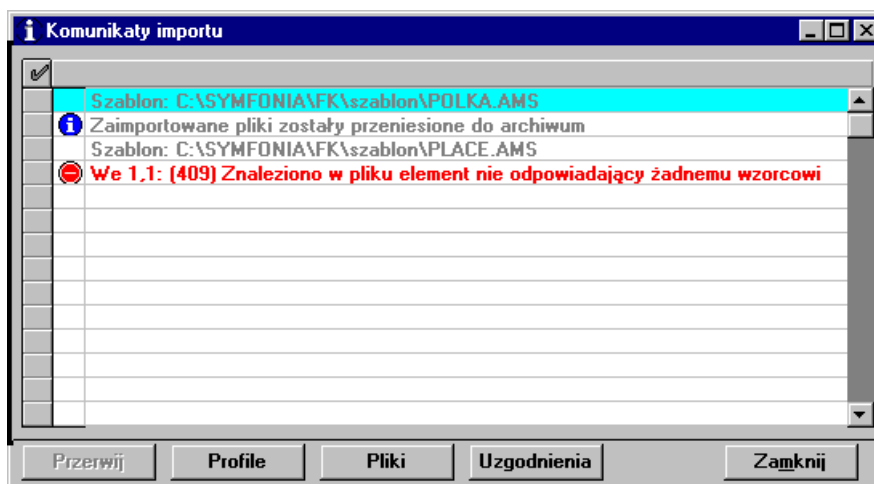 Komunikaty importu
Szablon: C:\SYMFONIA\FK\szablon\POLKA.AMS
Zaimportowane pliki zostały przeniesione do archiwum
Szablon: C:\SYMFONIA\FK\szablon\PLACE.AMS
We 1,1: (409) Znaleziono w pliku element nie odpowiadający żadnemu wzorcowi
Przerwij Profile Pliki Uzgodnienia Zamknij